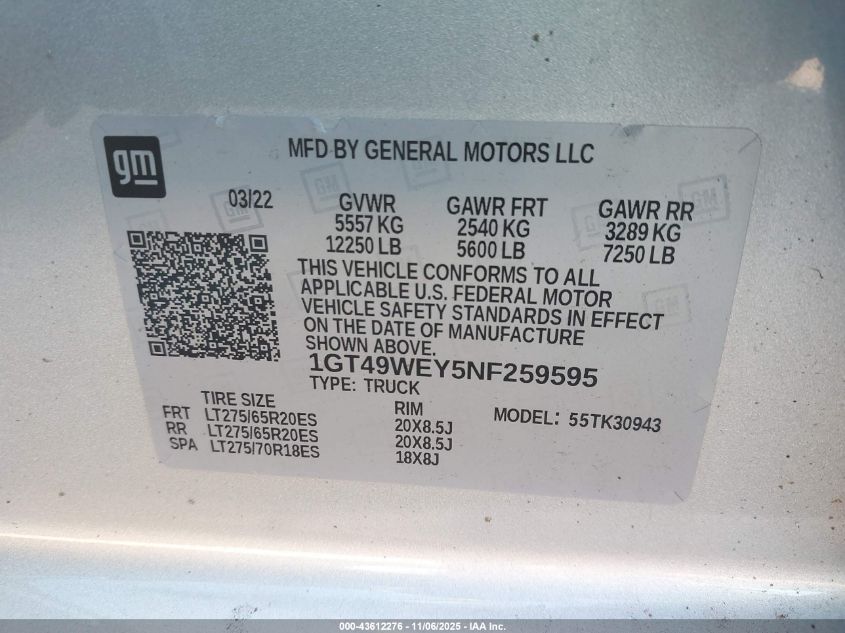 gm
MFD BY GENERAL MOTORS LLC
03/22
GVWR
5557 KG
12250 LB
GAWR FRT
2540 KG
5600 LB
GAWR RR
3289 KG
7250 LB
THIS VEHICLE CONFORMS TO ALL
APPLICABLE U.S. FEDERAL MOTOR
VEHICLE SAFETY STANDARDS IN EFFECT
ON THE DATE OF MANUFACTURE
SHOWN ABOVE.
1GT49WEY5NF259595
TYPE: TRUCK
TIRE SIZE
RIM
MODEL: 55TK30943
FRT LT275/65R20ES 20X8.5J
RR LT275/65R20ES 20X8.5J
SPA LT275/70R18ES 18X8J
000-43612276 - 11/06/2025 - IAA Inc.